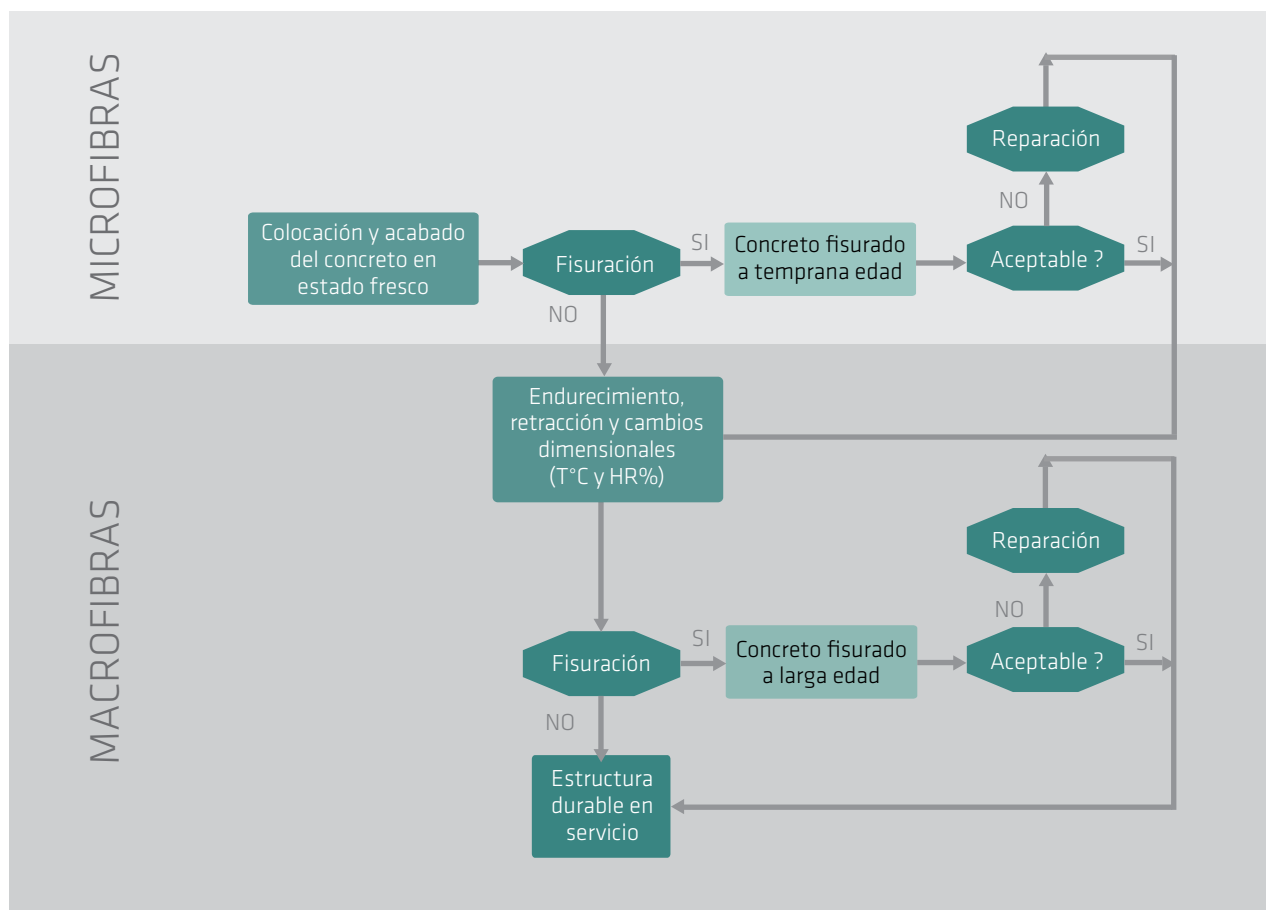 MICROFIBRAS
Reparación
NO
Colocación y acabado
del concreto en
estado fresco
Fisuración
SI
Concreto fisurado
a temprana edad
Aceptable ?
SI
NO
MACROFIBRAS
Endurecimiento,
retracción y cambios
dimensionales
(T°C y HR%)
Reparación
NO
Fisuración
SI
Concreto fisurado
a larga edad
Aceptable ?
SI
NO
Estructura
durable en
servicio